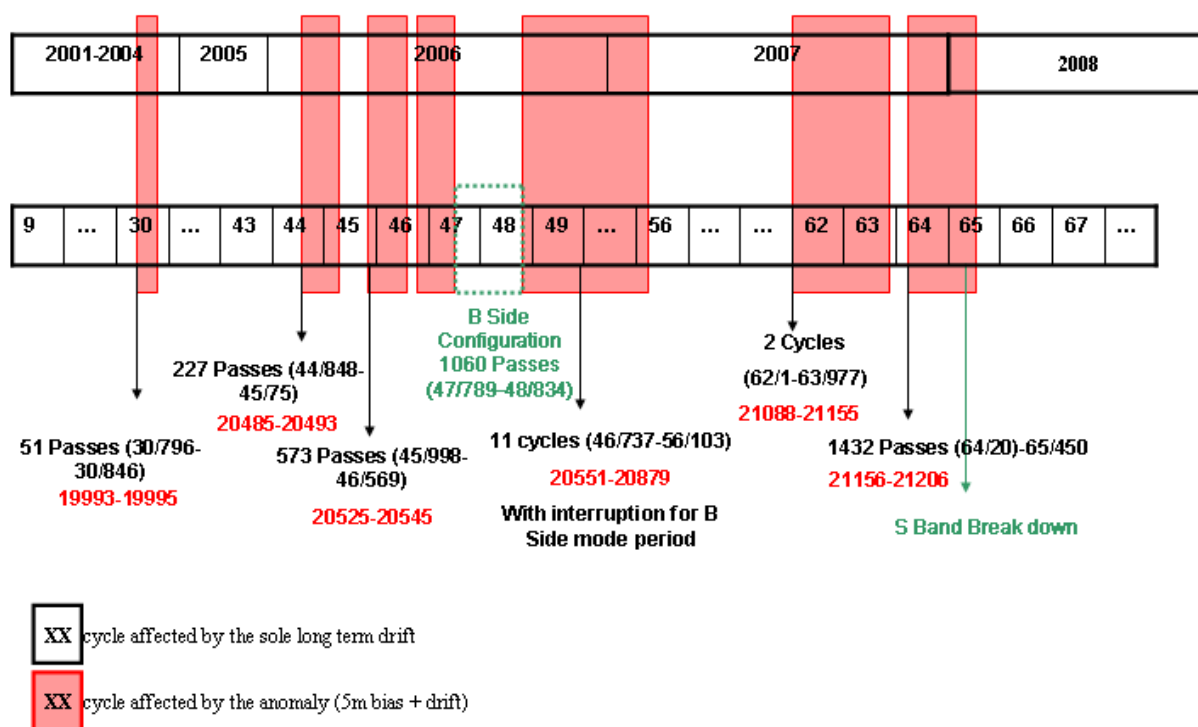 2001-2004 2005 2006 2007 2008
9 ... 30 ... 43 44 45 46 47 48 49 ... 56 ... ... 62 63 64 65 66 67 ...
B Side
Configuration
1060 Passes
(47/789-48/834)
227 Passes (44/848-
45/75)
20485-20493
2 Cycles
(62/1-63/977)
21088-21155
51 Passes (30/796-
30/846)
19993-19995
573 Passes (45/998-
46/569)
20525-20545
11 cycles (46/737-56/103)
20551-20879
With interruption for B
Side mode period
1432 Passes (64/20)-65/450
21156-21206
S Band Break down
XX cycle affected by the sole long term drift
XX cycle affected by the anomaly (5m bias + drift)